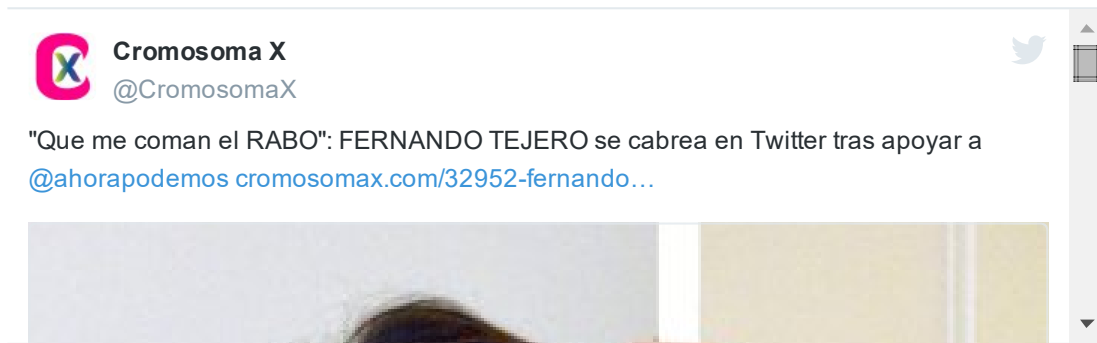 Cromosoma X
@CromosomaX
"Que me coman el RABO": FERNANDO TEJERO se cabrea en Twitter tras apoyar a
@ahorapodemos cromosomax.com/32952-fernando…